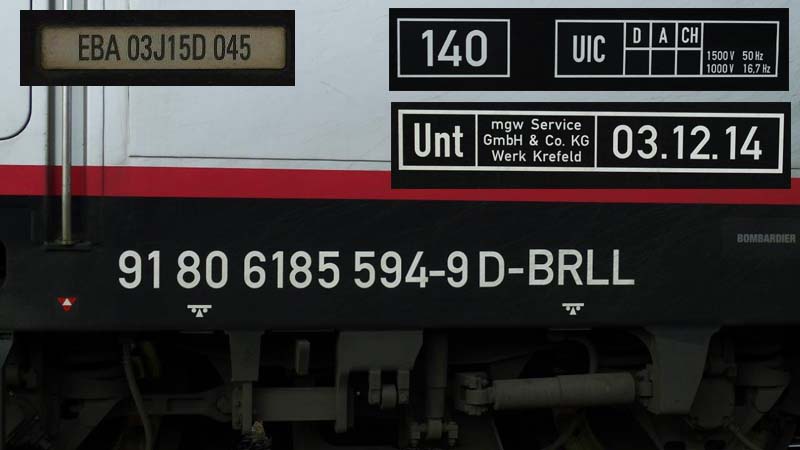 EBA 03J15D 045
140
UIC
D A CH
1500 V 50 Hz
1000 V 16,7 Hz
Unt
mgw Service
GmbH & Co. KG
Werk Krefeld
03.12.14
BOMBARDIER
91 80 6185 594-9 D-BRLL